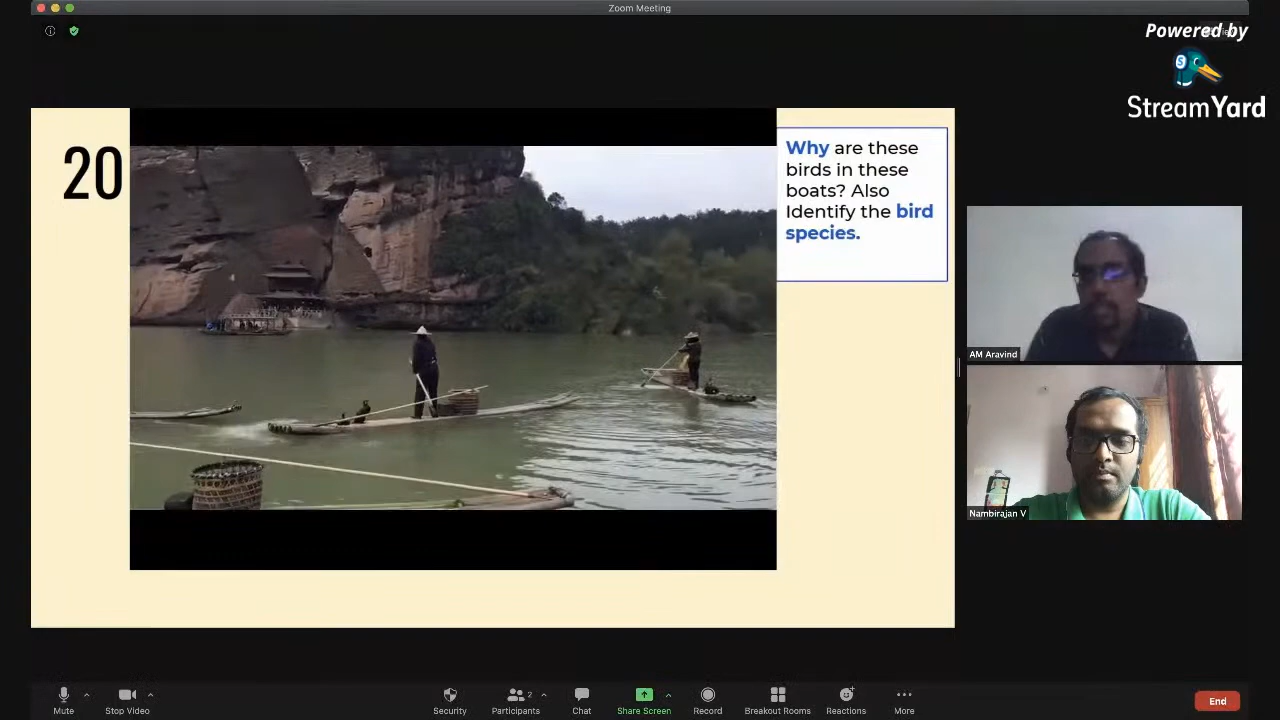 Zoom Meeting
Powered by
StreamYard
20
Why are these
birds in these
boats? Also
Identify the bird
species.
AM Aravind
Nambirajan V
Mute
Stop Video
Security
Participants
2
Chat
Share Screen
Record
Breakout Rooms
Reactions
More
End